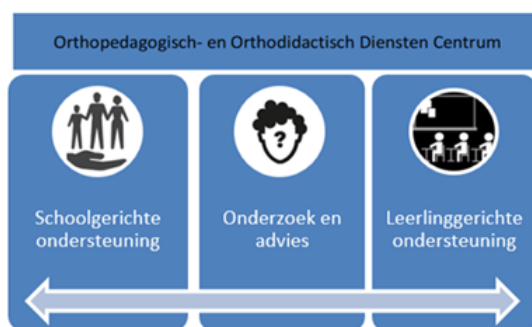 Orthopedagogisch- en Orthodidactisch Diensten Centrum
?
Schoolgerichte
ondersteuning
Onderzoek en
advies
Leerlinggerichte
ondersteuning